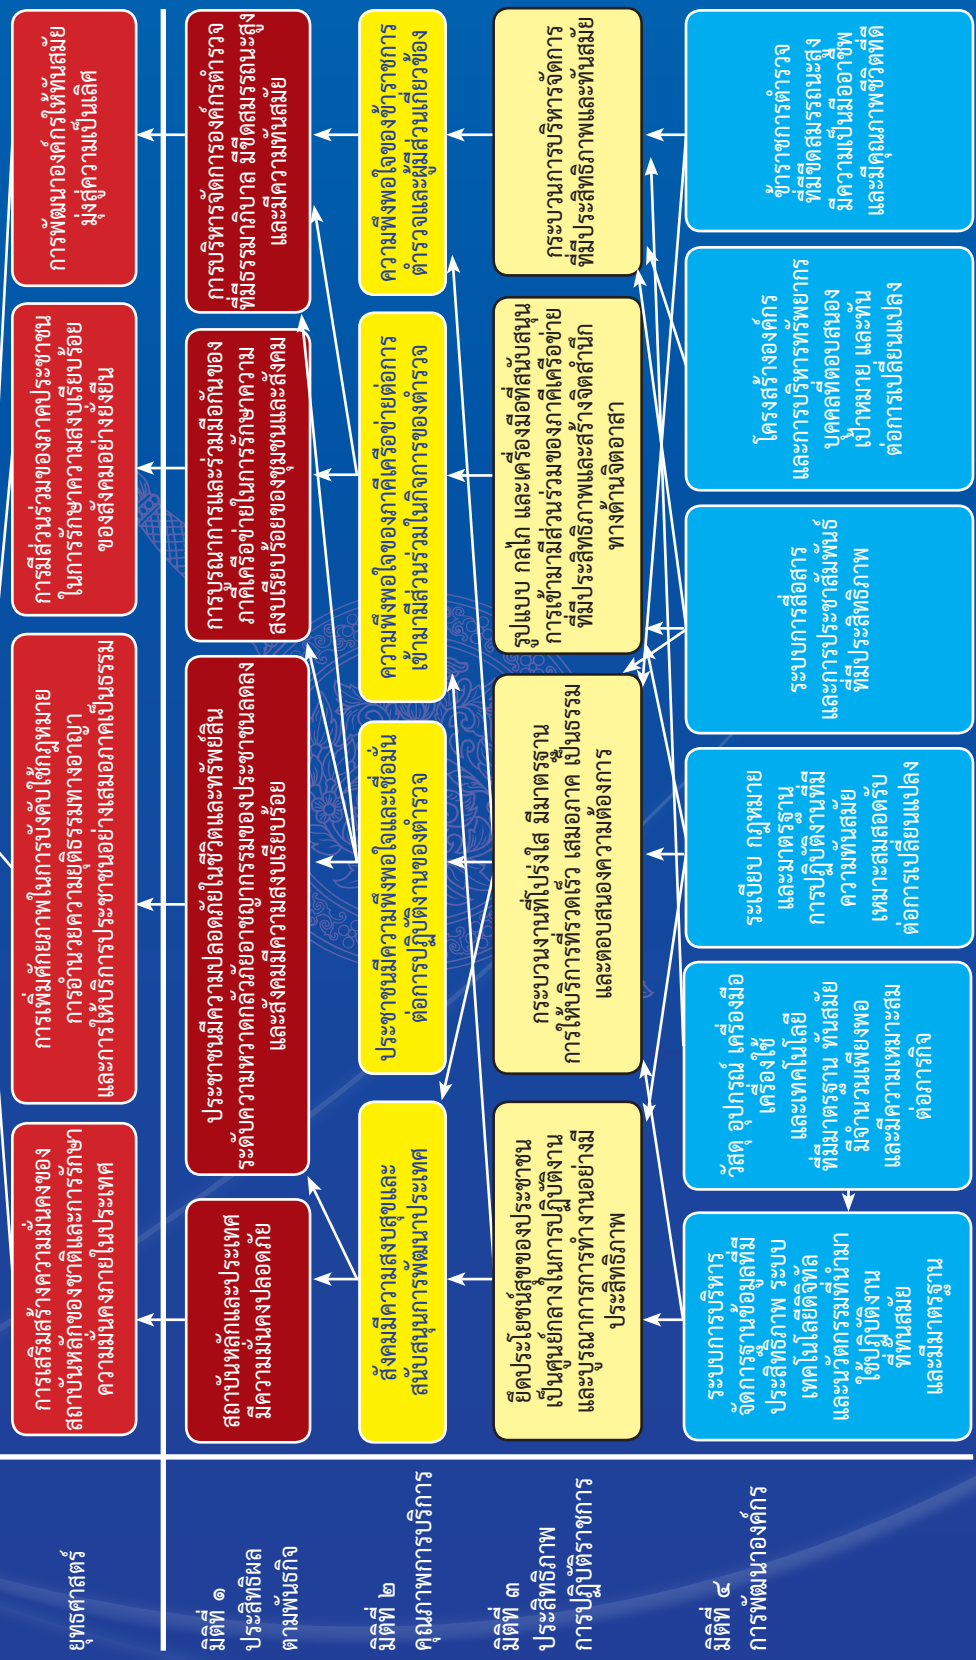 ยุทธศาสตร์
การเสริมสร้างความมั่นคงของ
สถาบันหลักของชาติและการรักษา
ความมั่นคงภายในประเทศ
การเพิ่มศักยภาพในการบังคับใช้กฎหมาย
การอำนวยความยุติธรรมทางอาญา
และการให้บริการประชาชนอย่างเสมอภาคเป็นธรรม
การมีส่วนร่วมของภาคประชาชน
ในการรักษาความสงบเรียบร้อย
ของสังคมอย่างยั่งยืน
การพัฒนาองค์กรให้ทันสมัย
มุ่งสู่ความเป็นเลิศ
มิติที่ ๑
ประสิทธิผล
ตามพันธกิจ
สถาบันหลักและประเทศ
มีความมั่นคงปลอดภัย
ประชาชนมีความปลอดภัยในชีวิตและทรัพย์สิน
ระดับความหวาดกลัวภัยอาชญากรรมของประชาชนลดลง
และสังคมมีความสงบเรียบร้อย
การบูรณาการและร่วมมือกันของ
ภาคีเครือข่ายในการรักษาความ
สงบเรียบร้อยของชุมชนและสังคม
การบริหารจัดการองค์กรตำรวจ
ที่มีธรรมาภิบาล มีขีดสมรรถนะสูง
และมีความทันสมัย
มิติที่ ๒
คุณภาพการบริการ
สังคมมีความสงบสุขและ
สนับสนุนการพัฒนาประเทศ
ประชาชนมีความพึงพอใจและเชื่อมั่น
ต่อการปฏิบัติงานของตำรวจ
ความพึงพอใจของภาคีเครือข่ายต่อการ
เข้ามามีส่วนร่วมในกิจการของตำรวจ
ความพึงพอใจของข้าราชการ
ตำรวจและผู้มีส่วนเกี่ยวข้อง
มิติที่ ๓
ประสิทธิภาพ
การปฏิบัติราชการ
ยึดประโยชน์สุขของประชาชน
เป็นศูนย์กลางในการปฏิบัติงาน
และบูรณาการการทำงานอย่างมี
ประสิทธิภาพ
กระบวนงานที่โปร่งใส มีมาตรฐาน
การให้บริการที่รวดเร็ว เสมอภาค เป็นธรรม
และตอบสนองความต้องการ
รูปแบบ กลไก และเครื่องมือที่สนับสนุน
การเข้ามามีส่วนร่วมของภาคีเครือข่าย
ที่มีประสิทธิภาพและสร้างจิตสำนึก
ทางด้านจิตอาสา
กระบวนการบริหารจัดการ
ที่มีประสิทธิภาพและทันสมัย
มิติที่ ๔
การพัฒนาองค์กร
ระบบการบริหาร
จัดการฐานข้อมูลที่มี
ประสิทธิภาพ ระบบ
เทคโนโลยีดิจิทัล
และนวัตกรรมที่นำมา
ใช้ปฏิบัติงาน
ที่ทันสมัย
และมีมาตรฐาน
วัสดุ อุปกรณ์ เครื่องมือ
เครื่องใช้
และเทคโนโลยี
ที่มีมาตรฐาน ทันสมัย
มีจำนวนเพียงพอ
และมีความเหมาะสม
ต่อภารกิจ
ระเบียบ กฎหมาย
และมาตรฐาน
การปฏิบัติงานที่มี
ความทันสมัย
เหมาะสมสอดรับ
ต่อการเปลี่ยนแปลง
ระบบการสื่อสาร
และการประชาสัมพันธ์
ที่มีประสิทธิภาพ
โครงสร้างองค์กร
และการบริหารทรัพยากร
บุคคลที่ตอบสนอง
เป้าหมาย และทัน
ต่อการเปลี่ยนแปลง
ข้าราชการตำรวจ
ที่มีขีดสมรรถนะสูง
มีความเป็นมืออาชีพ
และมีคุณภาพชีวิตที่ดี